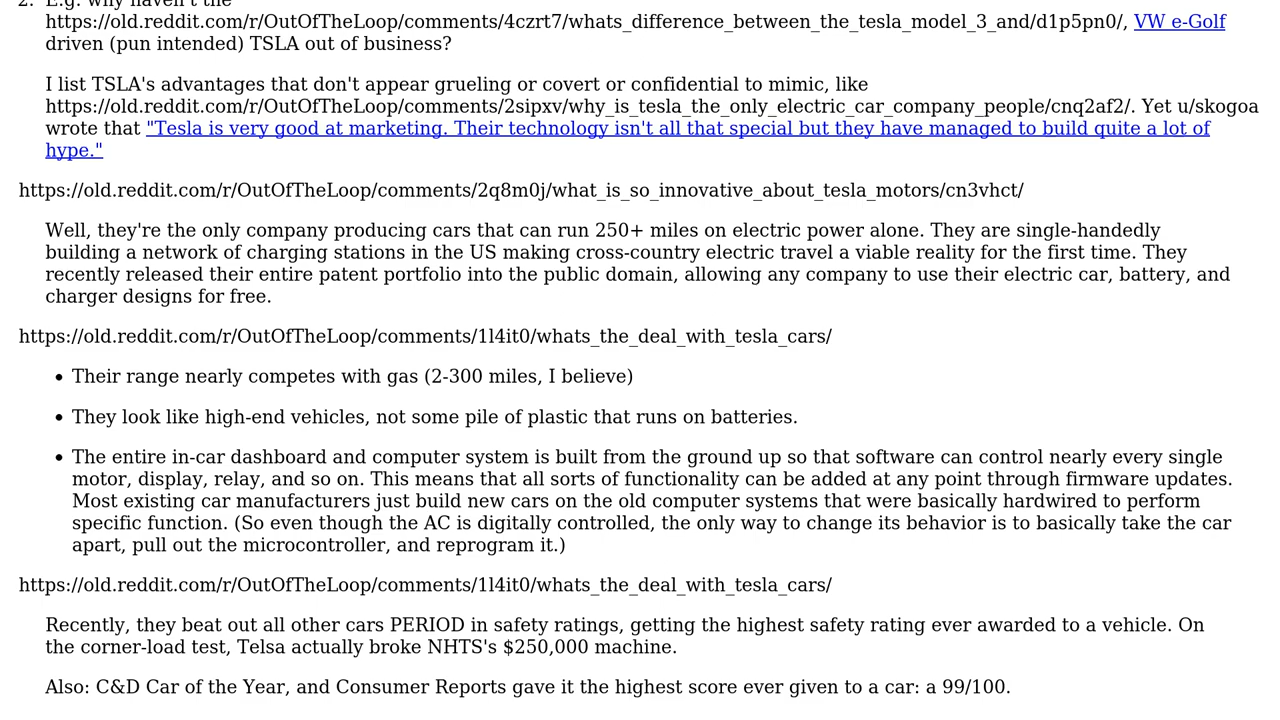 2. E.g. why haven't the
https://old.reddit.com/r/OutOfTheLoop/comments/4czrt7/whats_difference_between_the_tesla_model_3_and/d1p5pn0/, VW e-Golf
driven (pun intended) TSLA out of business?
I list TSLA's advantages that don't appear grueling or covert or confidential to mimic, like
https://old.reddit.com/r/OutOfTheLoop/comments/2sipxv/why_is_tesla_the_only_electric_car_company_people/cnq2af2/. Yet u/skogoa
wrote that "Tesla is very good at marketing. Their technology isn't all that special but they have managed to build quite a lot of
hype."
https://old.reddit.com/r/OutOfTheLoop/comments/2q8m0j/what_is_so_innovative_about_tesla_motors/cn3vhct/
Well, they're the only company producing cars that can run 250+ miles on electric power alone. They are single-handedly
building a network of charging stations in the US making cross-country electric travel a viable reality for the first time. They
recently released their entire patent portfolio into the public domain, allowing any company to use their electric car, battery, and
charger designs for free.
https://old.reddit.com/r/OutOfTheLoop/comments/1l4it0/whats_the_deal_with_tesla_cars/
• Their range nearly competes with gas (2-300 miles, I believe)
• They look like high-end vehicles, not some pile of plastic that runs on batteries.
• The entire in-car dashboard and computer system is built from the ground up so that software can control nearly every single
motor, display, relay, and so on. This means that all sorts of functionality can be added at any point through firmware updates.
Most existing car manufacturers just build new cars on the old computer systems that were basically hardwired to perform
specific function. (So even though the AC is digitally controlled, the only way to change its behavior is to basically take the car
apart, pull out the microcontroller, and reprogram it.)
https://old.reddit.com/r/OutOfTheLoop/comments/1l4it0/whats_the_deal_with_tesla_cars/
Recently, they beat out all other cars PERIOD in safety ratings, getting the highest safety rating ever awarded to a vehicle. On
the corner-load test, Telsa actually broke NHTS's $250,000 machine.
Also: C&D Car of the Year, and Consumer Reports gave it the highest score ever given to a car: a 99/100.